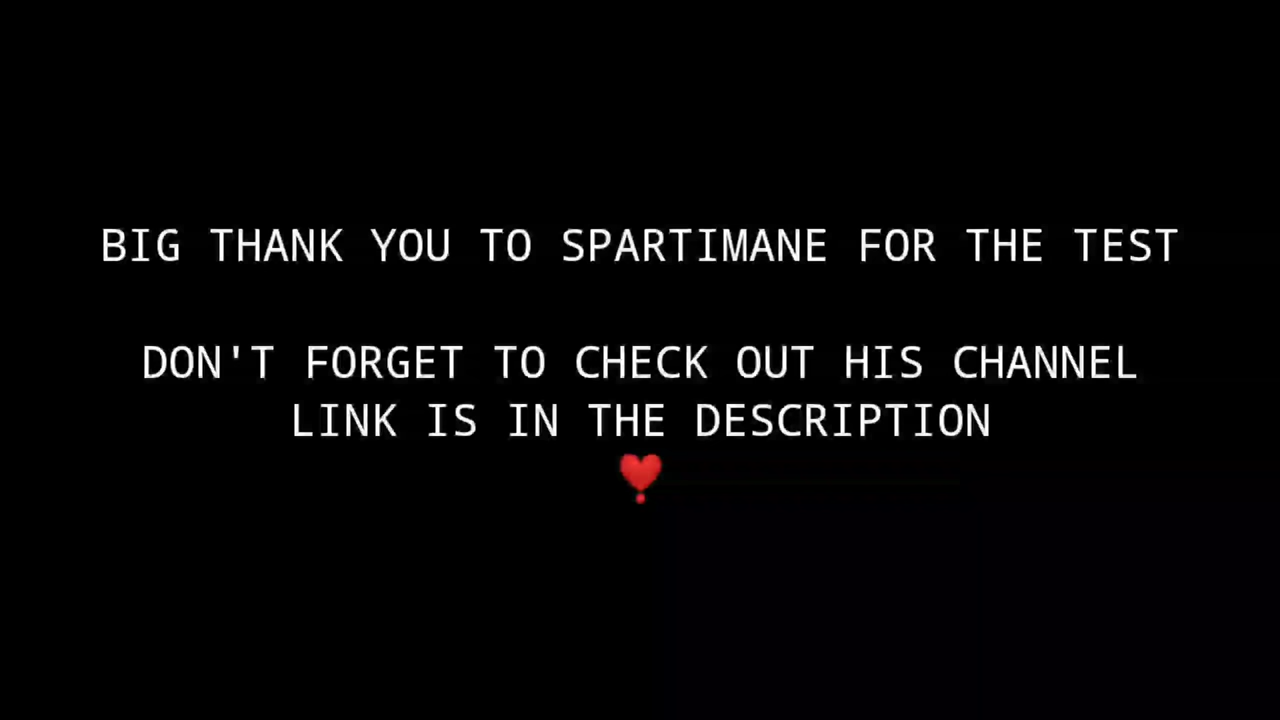 BIG THANK YOU TO SPARTIMANE FOR THE TEST
DON'T FORGET TO CHECK OUT HIS CHANNEL
LINK IS IN THE DESCRIPTION
❣️